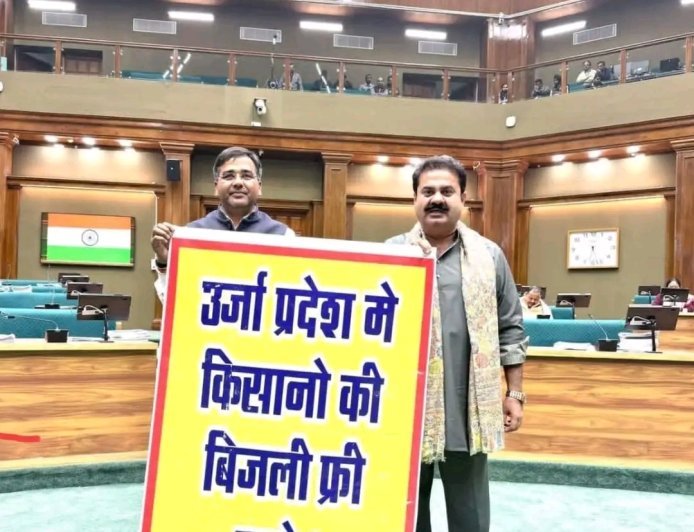 उर्जा प्रदेश मे
किसानो की
बिजली फ्री